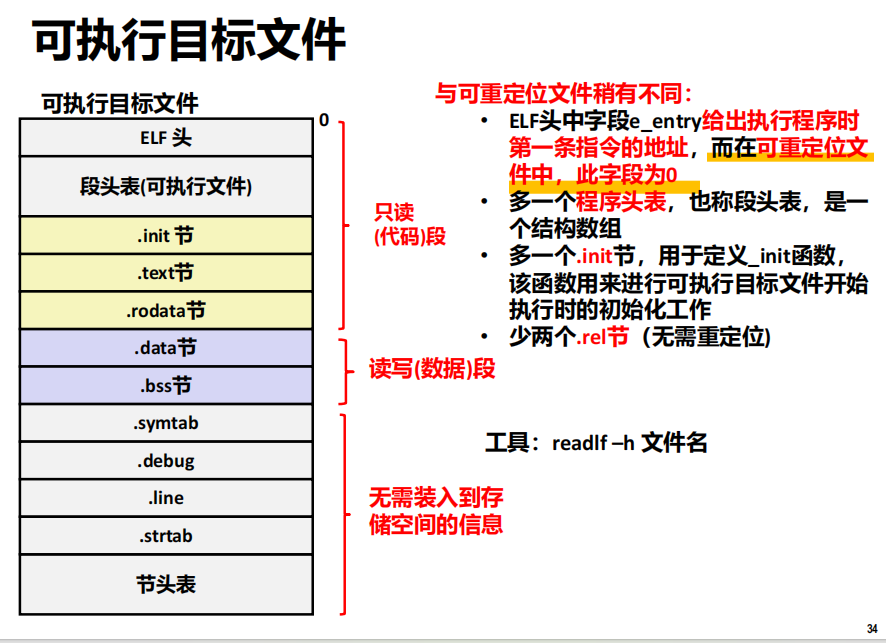 可执行目标文件
可执行目标文件
0
ELF 头
段头表(可执行文件)
.init 节
.text节
.rodata节
.data节
.bss节
.symtab
.debug
.line
.strtab
节头表
只读
(代码)段
读写(数据)段
无需装入到存
储空间的信息
与可重定位文件稍有不同：
• ELF头中字段e_entry给出执行程序时
第一条指令的地址，而在可重定位文
件中，此字段为0
• 多一个程序头表，也称段头表，是一
个结构数组
• 多一个.init节，用于定义_init函数，
该函数用来进行可执行目标文件开始
执行时的初始化工作
• 少两个.rel节（无需重定位)
工具：readlf –h 文件名
34